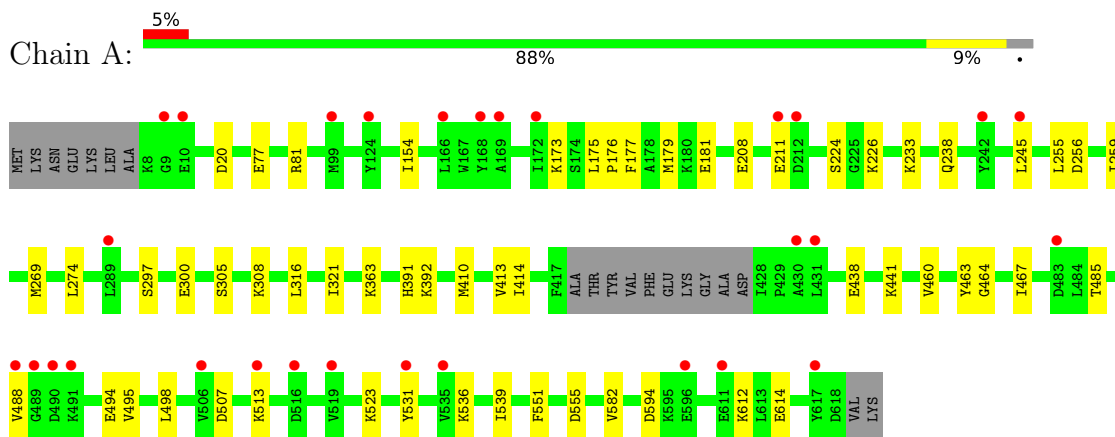 5%
Chain A:
88% 9% •
MET LYS ASN GLU LYS LEU ALA K8 G9 E10 D20 E77 R81 M99 Y124 I154 L166 W167 Y168 A169 I172 K173 S174 L175 P176 F177 A178 M179 K180 E181 E208 E211 D212 S224 G225 K226 K233 Q238 Y242 L245 L255 D256 I259
M269 L274 L289 S297 E300 S305 K308 L316 I321 K363 H391 K392 M410 V413 I414 F417 ALA THR TYR VAL PHE GLU LYS GLY ALA ASP I428 P429 A430 L431 E438 K441 V460 Y463 G464 I467 D483 L484 T485
V488 G489 D490 K491 E494 V495 L498 V506 D507 K513 D516 V519 K523 Y531 V535 K536 I539 F551 D555 V582 D594 K595 E596 E611 K612 L613 E614 Y617 D618 VAL LYS